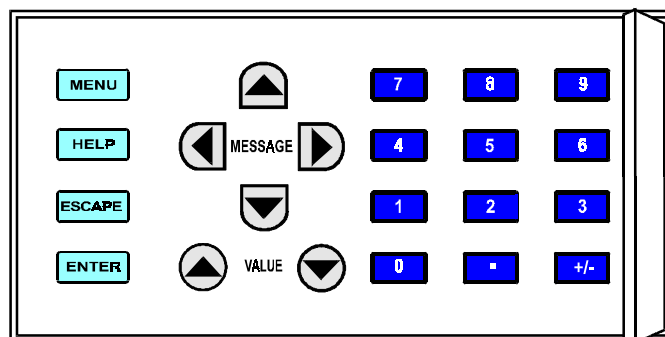 MENU 7 8 9
HELP MESSAGE 4 5 6
ESCAPE 1 2 3
ENTER VALUE 0 . +/-